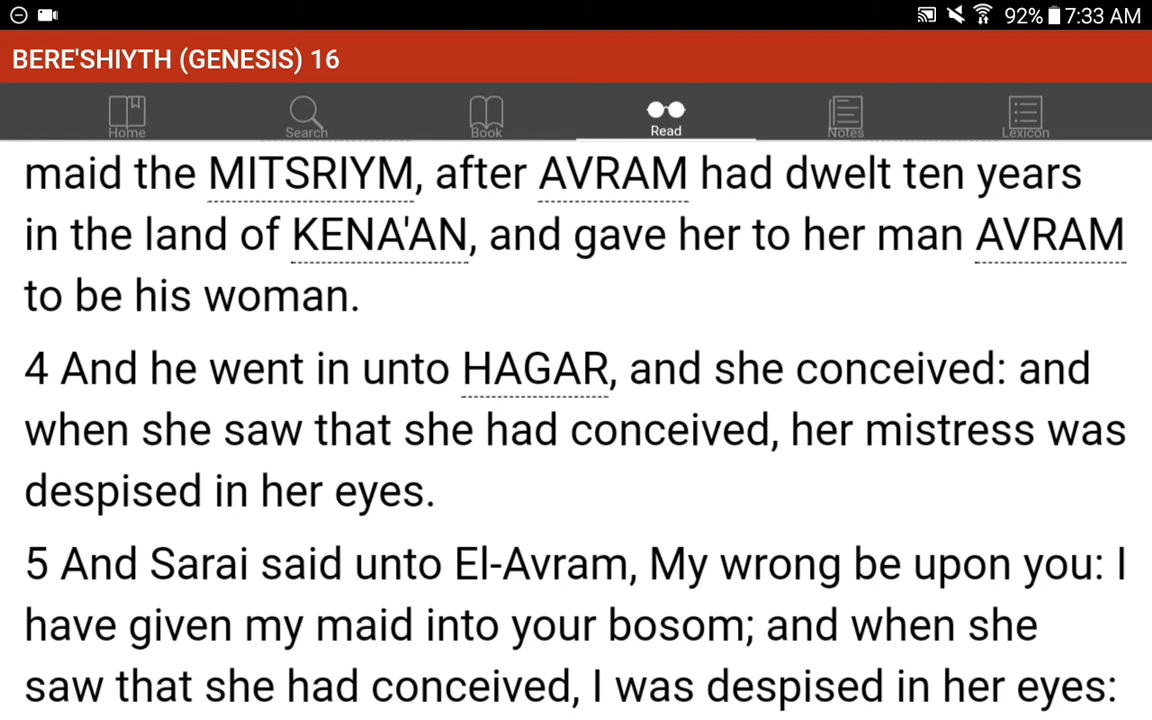 92% 7:33 AM
BERE'SHIYTH (GENESIS) 16
Home Search Book Read Notes Lexicon
maid the MITSRIYM, after AVRAM had dwelt ten years
in the land of KENA'AN, and gave her to her man AVRAM
to be his woman.
4 And he went in unto HAGAR, and she conceived: and
when she saw that she had conceived, her mistress was
despised in her eyes.
5 And Sarai said unto El-Avram, My wrong be upon you: I
have given my maid into your bosom; and when she
saw that she had conceived, I was despised in her eyes: